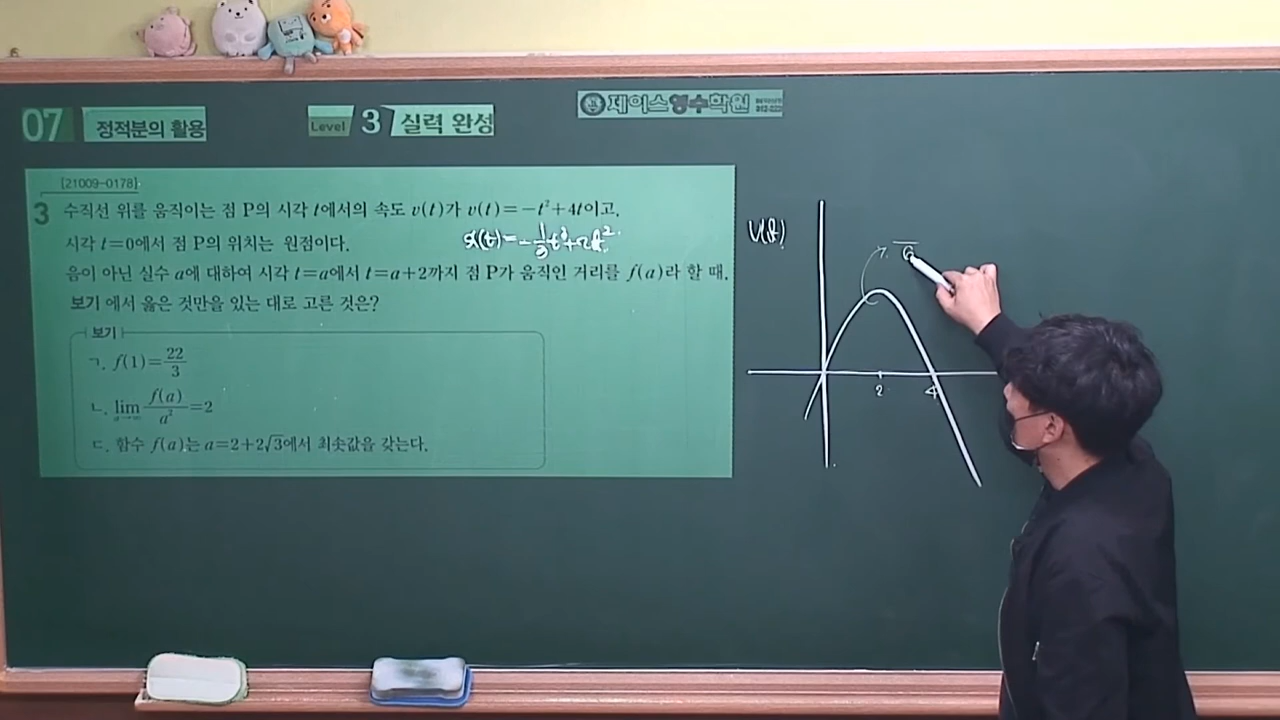 07 정적분의 활용
Level 3 실력 완성
제이스영수학원
[21009-0178]
3 수직선 위를 움직이는 점 P의 시각 t에서의 속도 v(t)가 v(t)=−t²+4t이고,
시각 t=0에서 점 P의 위치는 원점이다.
x(t)=-1/3t³+2t²
음이 아닌 실수 a에 대하여 시각 t=a에서 t=a+2까지 점 P가 움직인 거리를 f(a)라 할 때,
보기 에서 옳은 것만을 있는 대로 고른 것은?
보기
ㄱ. f(1)=22/3
ㄴ. lim a→∞ f(a)/a²=2
ㄷ. 함수 f(a)는 a=2+2√3에서 최솟값을 갖는다.
V(t)
2 4